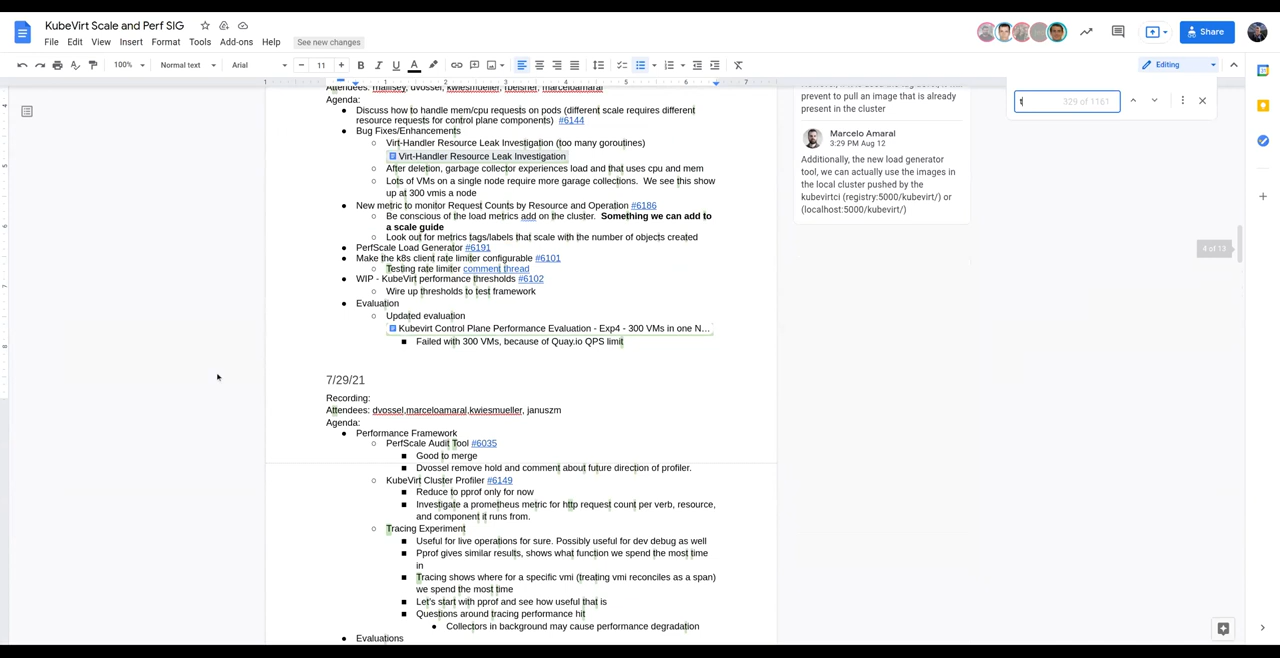 KubeVirt Scale and Perf SIG
File Edit View Insert Format Tools Add-ons Help See new changes
Share
100% Normal text Arial 11 Editing
1 1 2 3 4 5 6 7
Attendees: mallisey, dvossel, kwiesmueller, rbeisner, marceloamaral
Agenda:
Discuss how to handle mem/cpu requests on pods (different scale requires different
resource requests for control plane components) #6144
Bug Fixes/Enhancements
Virt-Handler Resource Leak Investigation (too many goroutines)
Virt-Handler Resource Leak Investigation
After deletion, garbage collector experiences load and that uses cpu and mem
Lots of VMs on a single node require more garage collections. We see this show
up at 300 vmis a node
New metric to monitor Request Counts by Resource and Operation #6186
Be conscious of the load metrics add on the cluster. Something we can add to
a scale guide
Look out for metrics tags/labels that scale with the number of objects created
PerfScale Load Generator #6191
Make the k8s client rate limiter configurable #6101
Testing rate limiter comment thread
WIP - KubeVirt performance thresholds #6102
Wire up thresholds to test framework
Evaluation
Updated evaluation
Kubevirt Control Plane Performance Evaluation - Exp4 - 300 VMs in one N...
Failed with 300 VMs, because of Quay.io QPS limit
7/29/21
Recording:
Attendees: dvossel,marceloamaral,kwiesmueller, januszm
Agenda:
Performance Framework
PerfScale Audit Tool #6035
Good to merge
Dvossel remove hold and comment about future direction of profiler.
KubeVirt Cluster Profiler #6149
Reduce to pprof only for now
Investigate a prometheus metric for http request count per verb, resource,
and component it runs from.
Tracing Experiment
Useful for live operations for sure. Possibly useful for dev debug as well
Pprof gives similar results, shows what function we spend the most time
in
Tracing shows where for a specific vmi (treating vmi reconciles as a span)
we spend the most time
Let's start with pprof and see how useful that is
Questions around tracing performance hit
Collectors in background may cause performance degradation
Evaluations
prevent to pull an image that is already
present in the cluster
Marcelo Amaral
3:29 PM Aug 12
Additionally, the new load generator
tool, we can actually use the images in
the local cluster pushed by the
kubevirtci (registry:5000/kubevirt/) or
(localhost:5000/kubevirt/)
t 329 of 1161
4 of 13
4
5
6
7
8